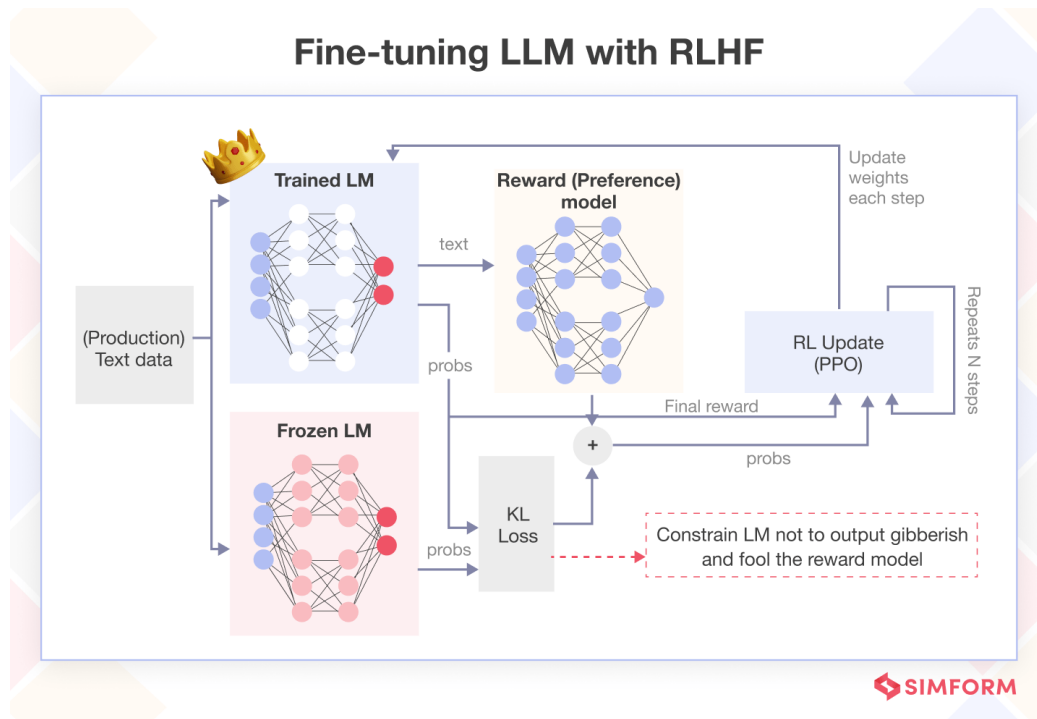 Fine-tuning LLM with RLHF
Trained LM
Reward (Preference)
model
Update
weights
each step
text
(Production)
Text data
probs
RL Update
(PPO)
Repeats N steps
Final reward
Frozen LM
+
probs
KL
Loss
probs
Constrain LM not to output gibberish
and fool the reward model
SIMFORM